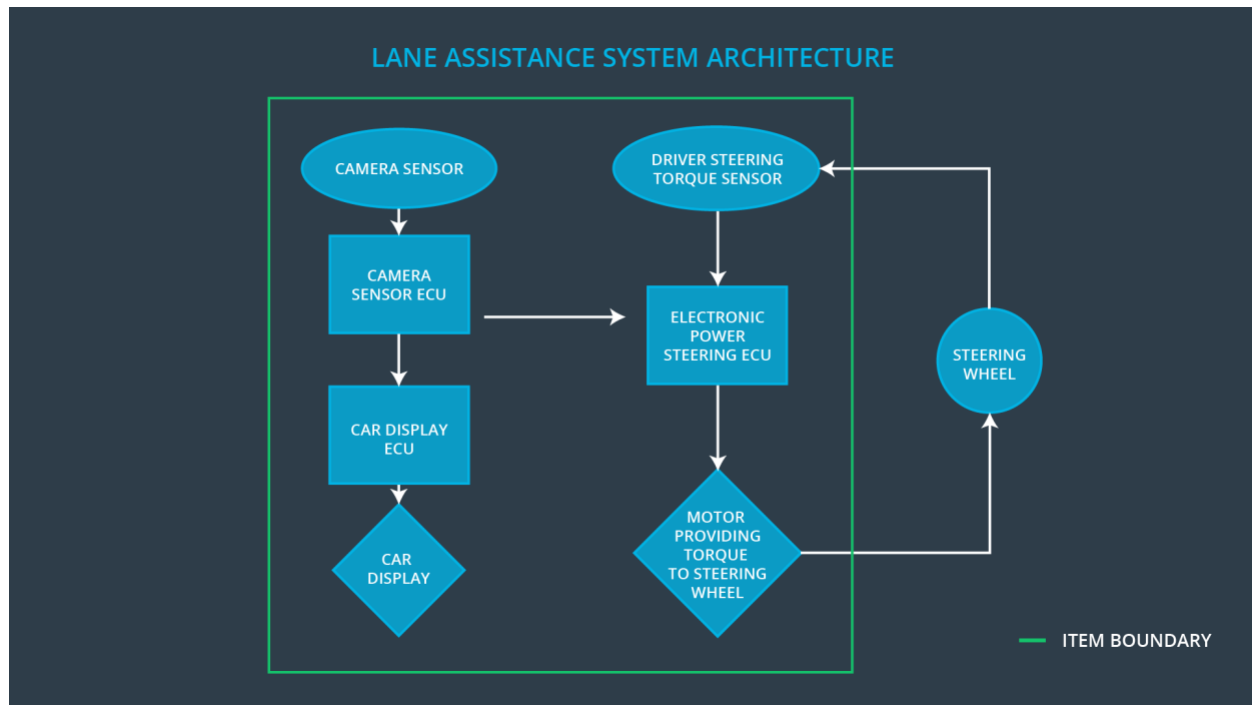 LANE ASSISTANCE SYSTEM ARCHITECTURE
CAMERA SENSOR
CAMERA
SENSOR ECU
CAR DISPLAY
ECU
CAR
DISPLAY
DRIVER STEERING
TORQUE SENSOR
ELECTRONIC
POWER
STEERING ECU
MOTOR
PROVIDING
TORQUE
TO STEERING
WHEEL
STEERING
WHEEL
ITEM BOUNDARY